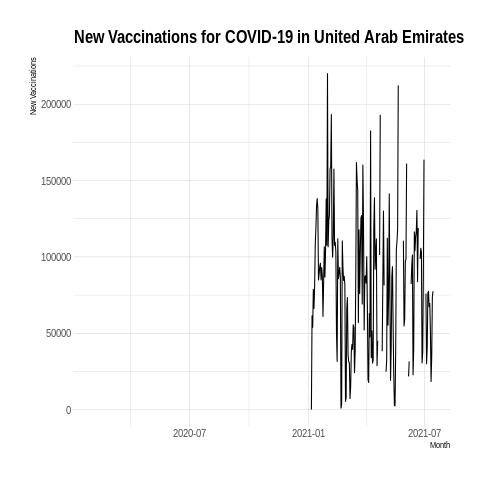 New Vaccinations for COVID-19 in United Arab Emirates
New Vaccinations
200000
150000
100000
50000
0
2020-07
2021-01
2021-07
Month